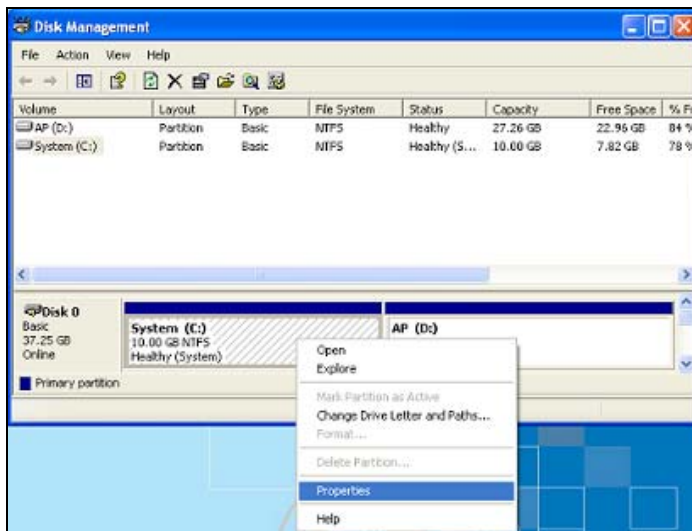 Disk Management
File Action View Help
Volume Layout Type File System Status Capacity Free Space % F
AP (D:) Partition Basic NTFS Healthy 27.26 GB 22.96 GB 84 %
System (C:) Partition Basic NTFS Healthy (S... 10.00 GB 7.82 GB 78 %
Disk 0
Basic
37.25 GB
Online
System (C:)
10.00 GB NTFS
Healthy (System)
AP (D:)
Open
Explore
Mark Partition as Active
Change Drive Letter and Paths...
Format...
Delete Partition...
Properties
Help
Primary partition